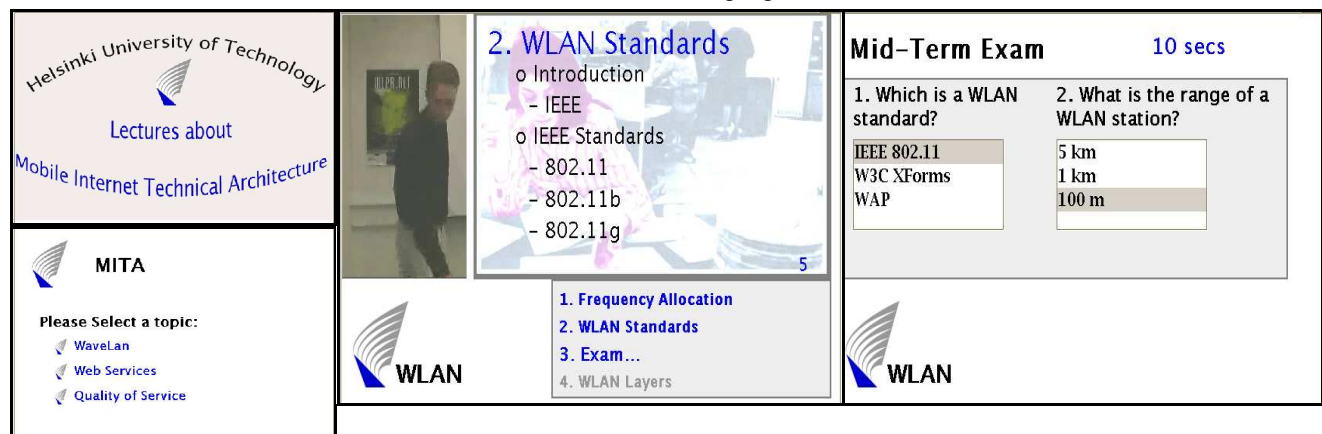 Helsinki University of Technology
Lectures about
Mobile Internet Technical Architecture
MITA
Please Select a topic:
WaveLan
Web Services
Quality of Service
2. WLAN Standards
o Introduction
– IEEE
o IEEE Standards
– 802.11
– 802.11b
– 802.11g
5
1. Frequency Allocation
2. WLAN Standards
3. Exam...
4. WLAN Layers
WLAN
Mid–Term Exam
10 secs
1. Which is a WLAN
standard?
IEEE 802.11
W3C XForms
WAP
2. What is the range of a
WLAN station?
5 km
1 km
100 m
WLAN